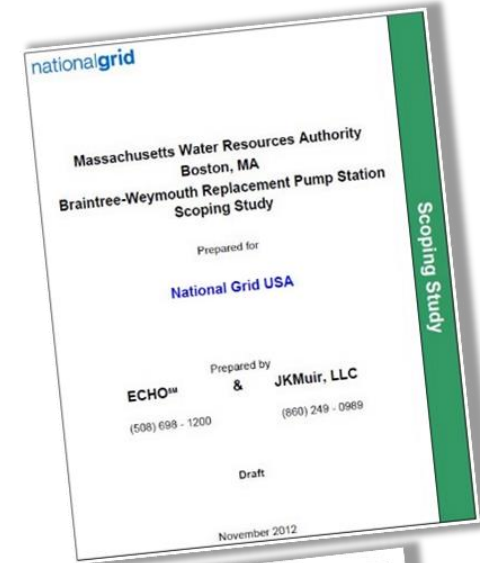 nationalgrid
Massachusetts Water Resources Authority
Boston, MA
Braintree-Weymouth Replacement Pump Station
Scoping Study
Prepared for
National Grid USA
Prepared by
ECHO℠ & JKMuir, LLC
(508) 698 - 1200 (860) 249 - 0989
Draft
November 2012
Scoping Study